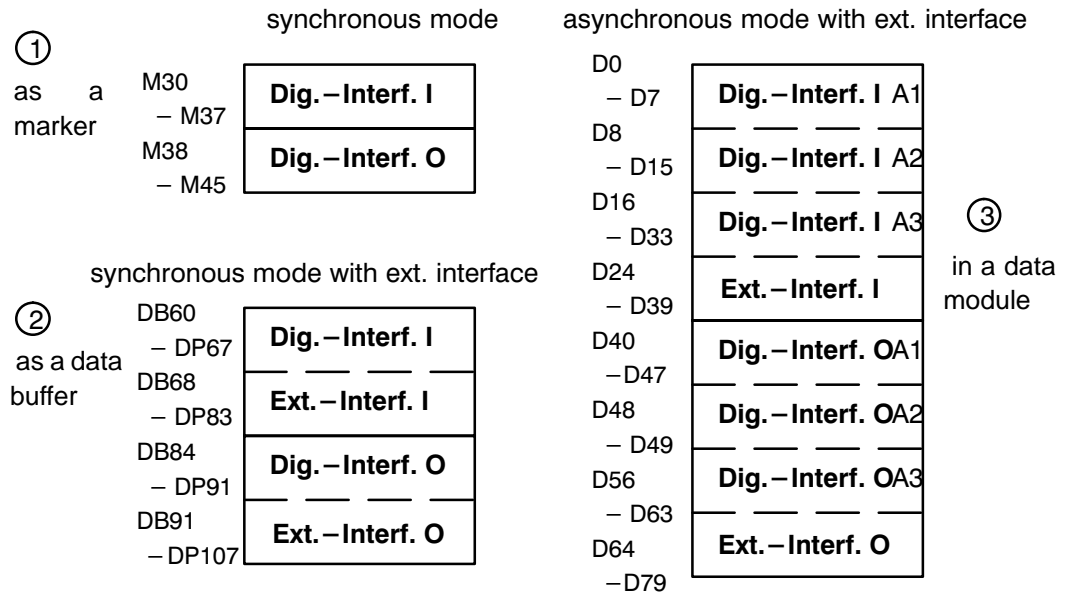 synchronous mode
1
as a
marker
M30
– M37
Dig.–Interf. I
M38
– M45
Dig.–Interf. O
synchronous mode with ext. interface
2
as a data
buffer
DB60
– DP67
Dig.–Interf. I
DB68
– DP83
Ext.–Interf. I
DB84
– DP91
Dig.–Interf. O
DB91
–DP107
Ext.–Interf. O
asynchronous mode with ext. interface
D0
– D7
Dig.–Interf. I A1
D8
– D15
Dig.–Interf. I A2
D16
– D33
Dig.–Interf. I A3
D24
– D39
Ext.–Interf. I
D40
–D47
Dig.–Interf. OA1
D48
– D49
Dig.–Interf. OA2
D56
– D63
Dig.–Interf. OA3
D64
–D79
Ext.–Interf. O
3
in a data
module